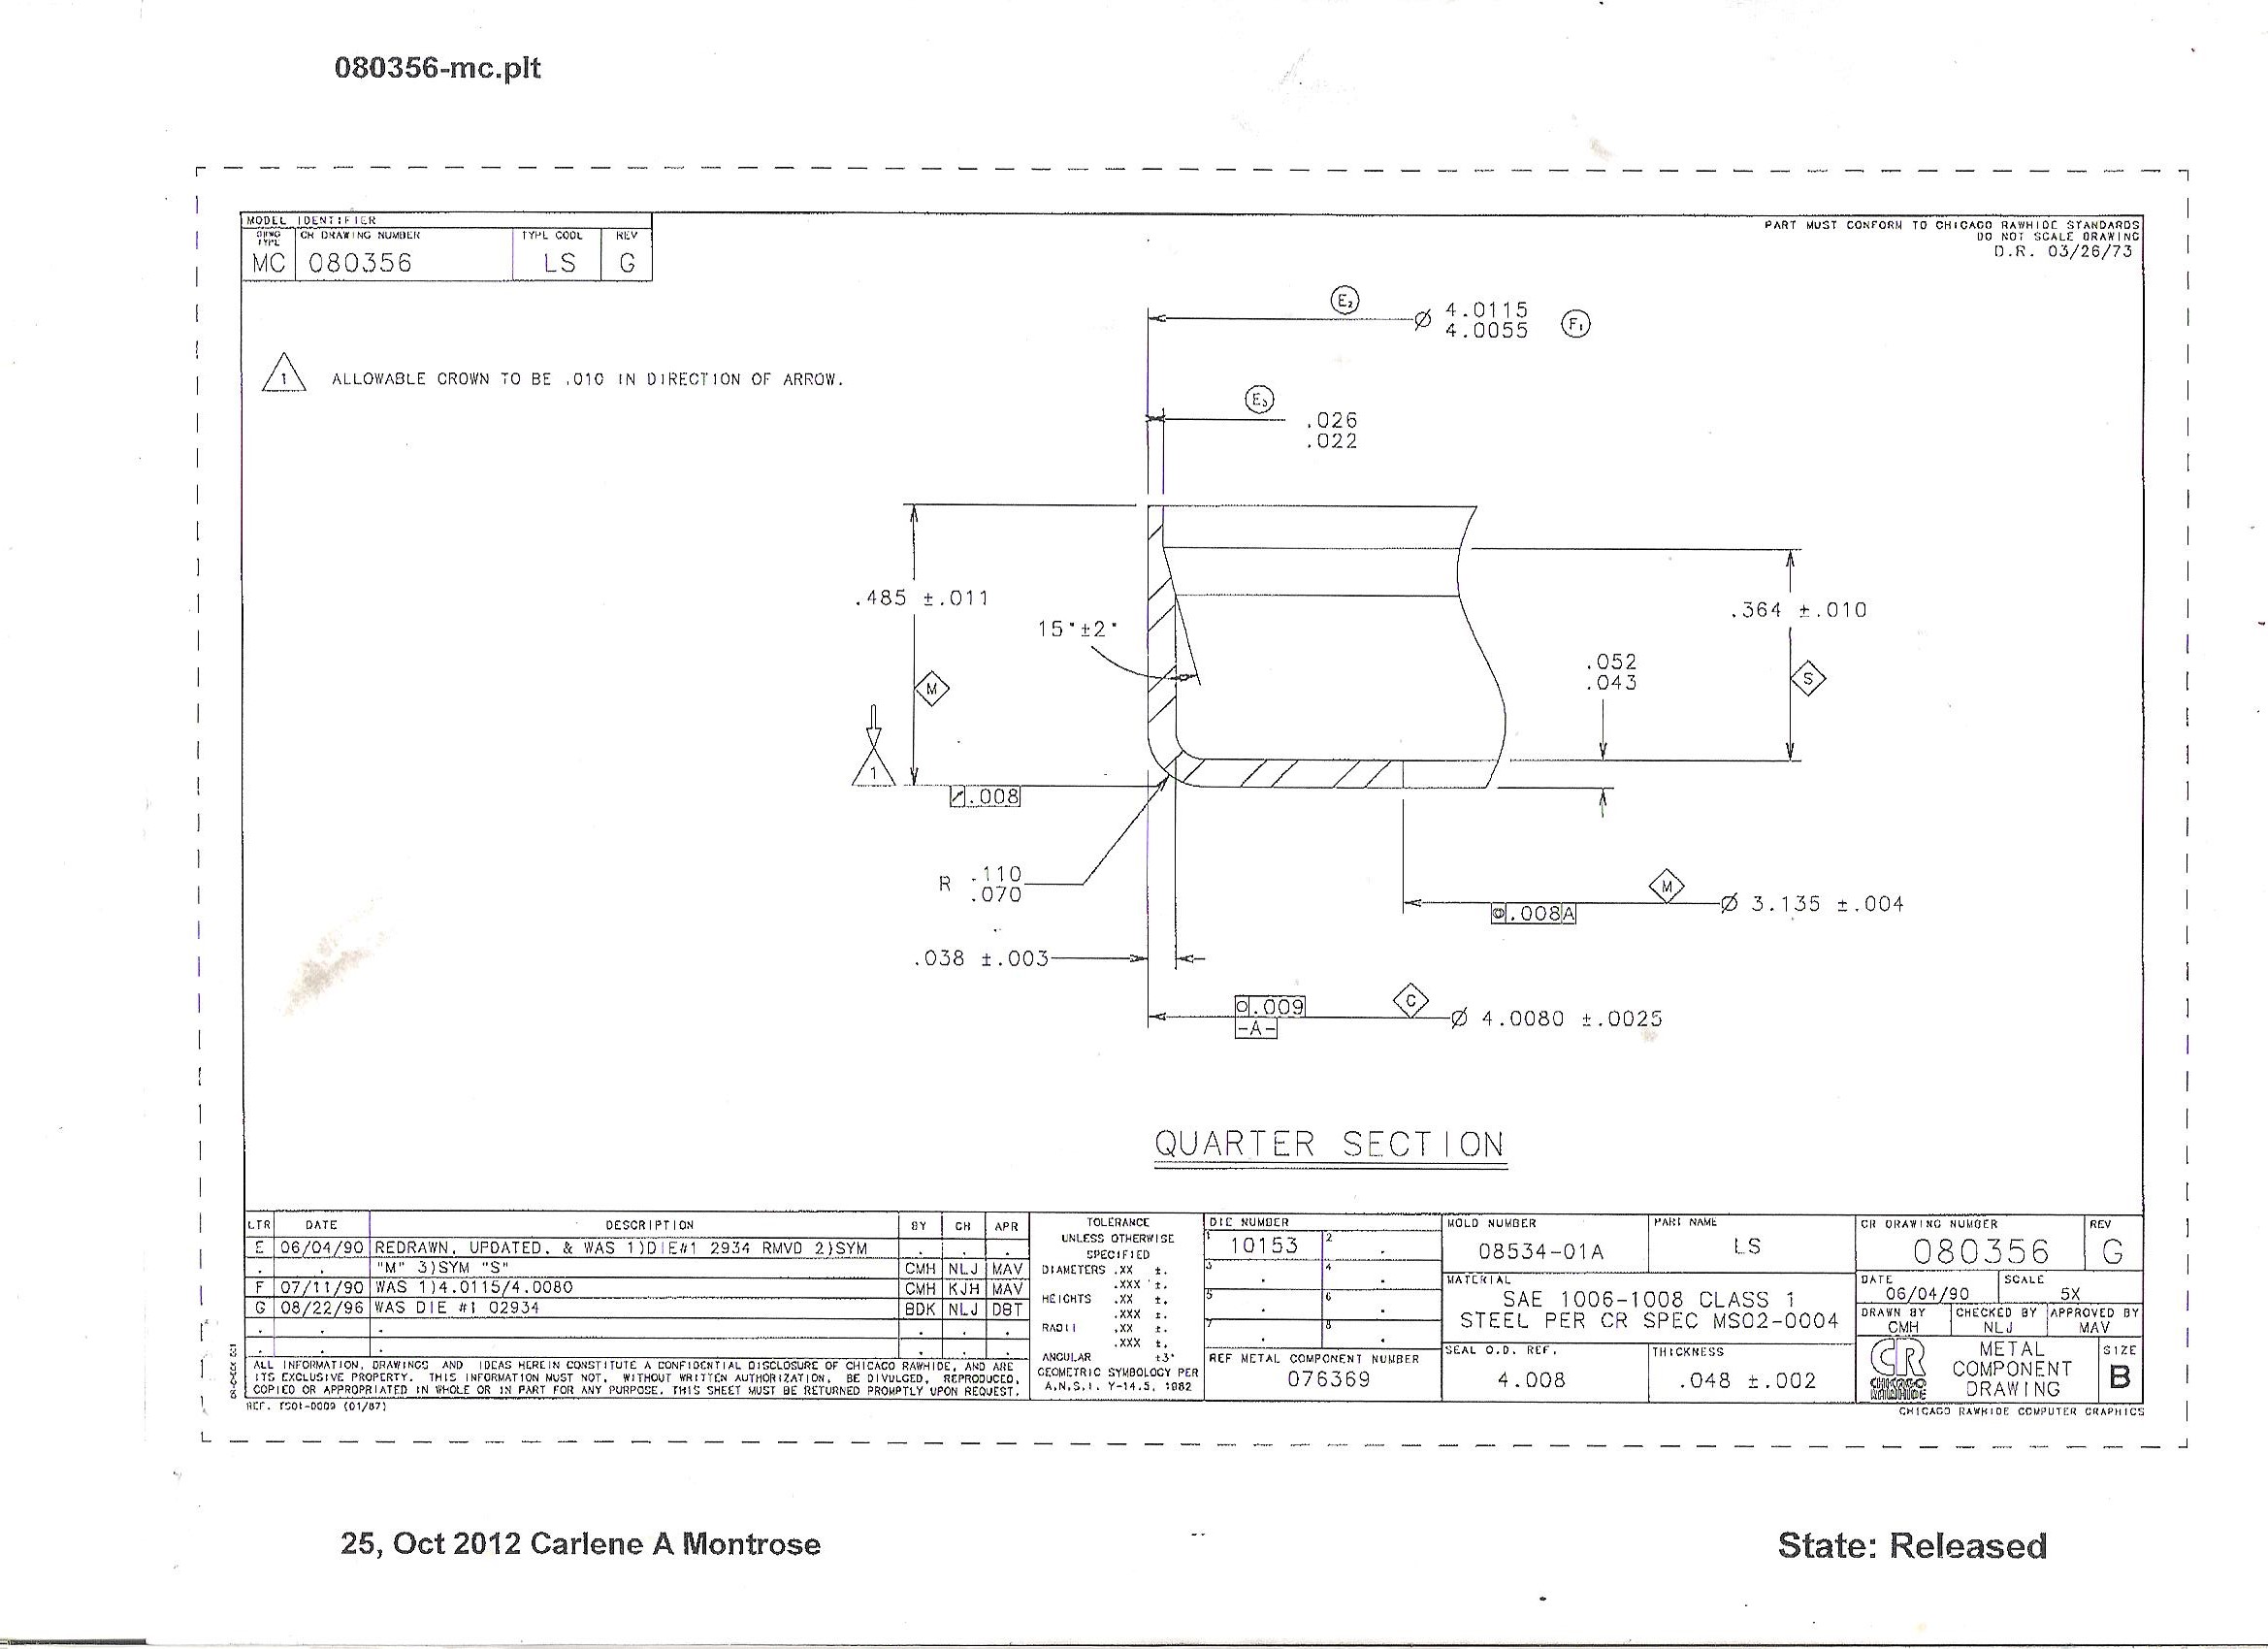 080356-mc.plt
MODEL IDENTIFIER
DRWG TYPE
CR DRAWING NUMBER
TYPE CODE
REV
MC
080356
LS
G
PART MUST CONFORM TO CHICAGO RAWHIDE STANDARDS
DO NOT SCALE DRAWING
D.R. 03/26/73
1 ALLOWABLE CROWN TO BE .010 IN DIRECTION OF ARROW.
E2
Ø 4.0115
4.0055
F1
E3
.026
.022
.485 ±.011
15°±2°
.364 ±.010
.052
.043
M
S
1
.008
R .110
.070
M
Ø 3.135 ±.004
◎ .008 A
.038 ±.003
○ .009
-A-
C
Ø 4.0080 ±.0025
QUARTER SECTION
LTR DATE DESCRIPTION BY CH APR
E 06/04/90 REDRAWN, UPDATED, & WAS 1)DIE#1 2934 RMVD 2)SYM . . .
. . "M" 3)SYM "S" CMH NLJ MAV
F 07/11/90 WAS 1)4.0115/4.0080 CMH KJH MAV
G 08/22/96 WAS DIE #1 02934 BDK NLJ DBT
ALL INFORMATION, DRAWINGS AND IDEAS HEREIN CONSTITUTE A CONFIDENTIAL DISCLOSURE OF CHICAGO RAWHIDE, AND ARE
ITS EXCLUSIVE PROPERTY. THIS INFORMATION MUST NOT, WITHOUT WRITTEN AUTHORIZATION, BE DIVULGED, REPRODUCED,
COPIED OR APPROPRIATED IN WHOLE OR IN PART FOR ANY PURPOSE. THIS SHEET MUST BE RETURNED PROMPTLY UPON REQUEST.
REF. FS01-0009 (01/87)
TOLERANCE
UNLESS OTHERWISE
SPECIFIED
DIAMETERS .XX ±.
.XXX ±.
HEIGHTS .XX ±.
.XXX ±.
RADII .XX ±.
.XXX ±.
ANGULAR ±3°
GEOMETRIC SYMBOLOGY PER
A.N.S.I. Y-14.5, 1982
DIE NUMBER
1 10153 2 .
3 . 4 .
5 . 6 .
7 . 8 .
REF METAL COMPONENT NUMBER
076369
MOLD NUMBER
08534-01A
PART NAME
LS
MATERIAL
SAE 1006-1008 CLASS 1
STEEL PER CR SPEC MS02-0004
SEAL O.D. REF.
4.008
THICKNESS
.048 ±.002
CR DRAWING NUMBER
080356
REV
G
DATE
06/04/90
SCALE
5X
DRAWN BY
CMH
CHECKED BY
NLJ
APPROVED BY
MAV
CR
CHICAGO
RAWHIDE
METAL
COMPONENT
DRAWING
SIZE
B
CHICAGO RAWHIDE COMPUTER GRAPHICS
25, Oct 2012 Carlene A Montrose
State: Released